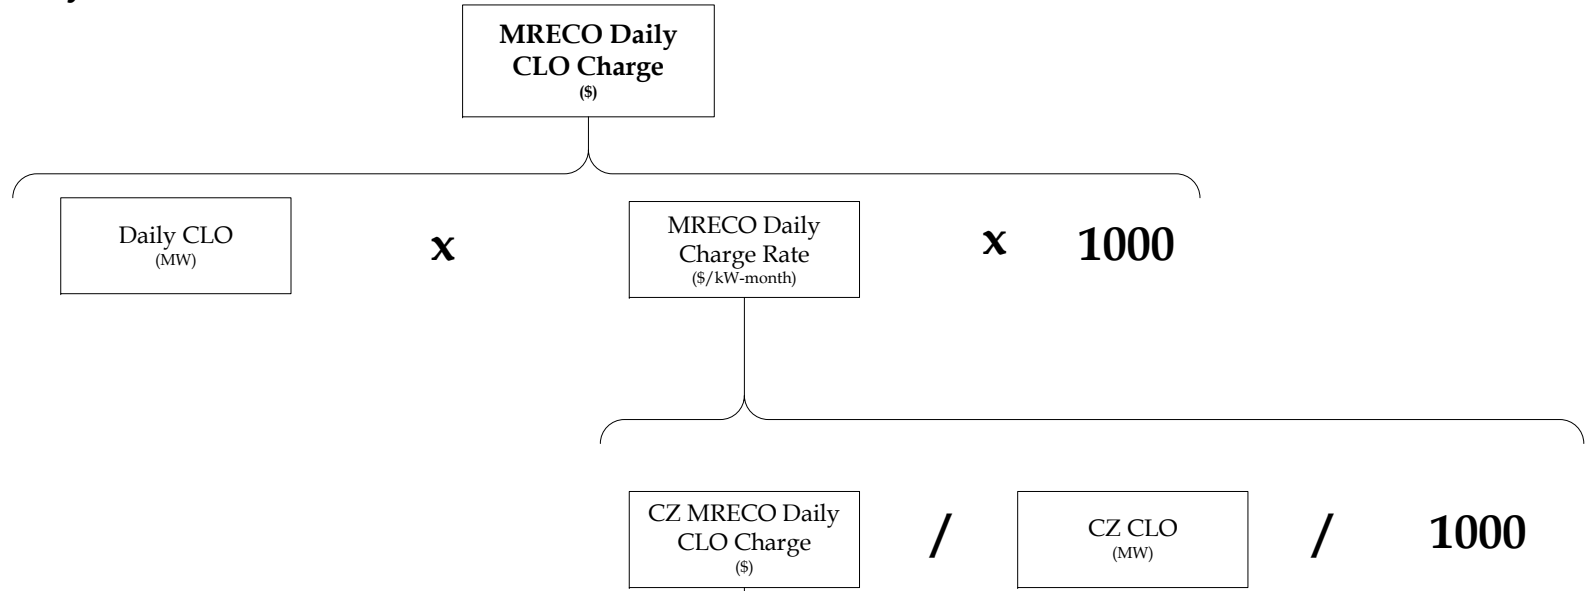 MRECO Daily
CLO Charge
($)
Daily CLO
(MW)
x
MRECO Daily
Charge Rate
($/kW-month)
x
1000
CZ MRECO Daily
CLO Charge
($)
/
CZ CLO
(MW)
/
1000